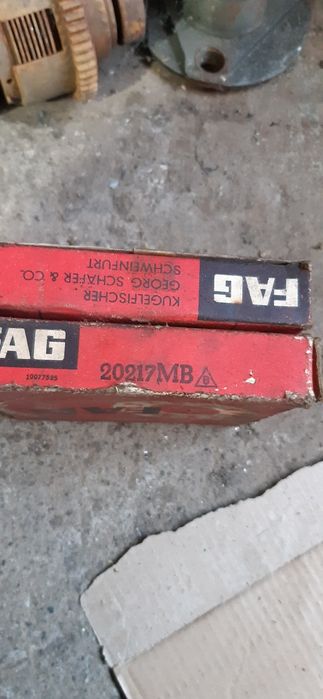 KUGELFISCHER
GEORG SCHÄFER & CO.
SCHWEINFURT
FAG
FAG
20217MB